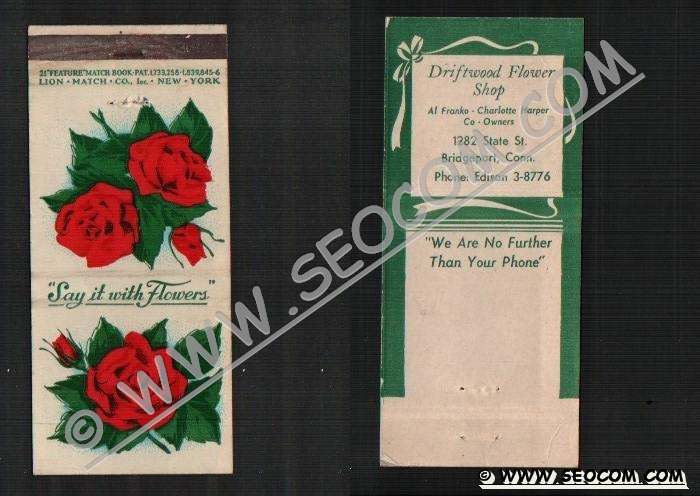 21 "FEATURE" MATCH BOOK · PAT. 1,733,258 · 1,839,845-6
LION · MATCH · CO., Inc. · NEW · YORK
"Say it with Flowers"
Driftwood Flower
Shop
Al Franko - Charlotte Harper
Co - Owners
1282 State St.
Bridgeport, Conn.
Phone: Edison 3-8776
"We Are No Further
Than Your Phone"
© WWW.SEOCOM.COM
© WWW.SEOCOM.COM